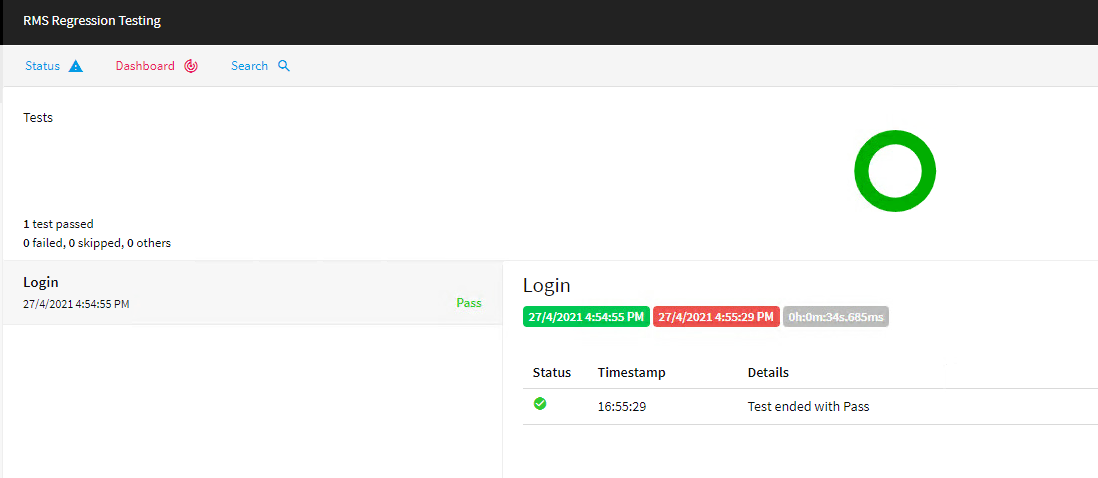 RMS Regression Testing
Status Dashboard Search
Tests
1 test passed
0 failed, 0 skipped, 0 others
Login
27/4/2021 4:54:55 PM Pass
Login
27/4/2021 4:54:55 PM 27/4/2021 4:55:29 PM 0h:0m:34s.685ms
Status Timestamp Details
16:55:29 Test ended with Pass